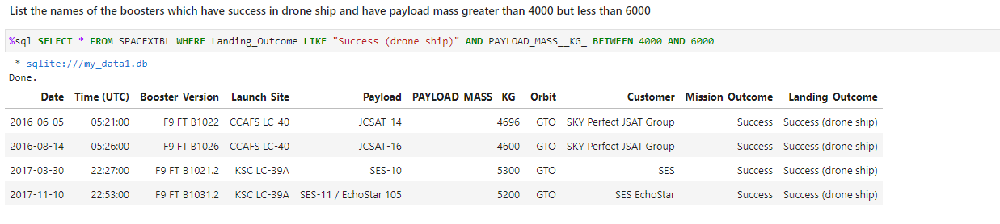 List the names of the boosters which have success in drone ship and have payload mass greater than 4000 but less than 6000
%sql SELECT * FROM SPACEXTBL WHERE Landing_Outcome LIKE "Success (drone ship)" AND PAYLOAD_MASS__KG_ BETWEEN 4000 AND 6000
* sqlite:///my_data1.db
Done.
Date Time (UTC) Booster_Version Launch_Site Payload PAYLOAD_MASS__KG_ Orbit Customer Mission_Outcome Landing_Outcome
2016-06-05 05:21:00 F9 FT B1022 CCAFS LC-40 JCSAT-14 4696 GTO SKY Perfect JSAT Group Success Success (drone ship)
2016-08-14 05:26:00 F9 FT B1026 CCAFS LC-40 JCSAT-16 4600 GTO SKY Perfect JSAT Group Success Success (drone ship)
2017-03-30 22:27:00 F9 FT B1021.2 KSC LC-39A SES-10 5300 GTO SES Success Success (drone ship)
2017-11-10 22:53:00 F9 FT B1031.2 KSC LC-39A SES-11 / EchoStar 105 5200 GTO SES EchoStar Success Success (drone ship)